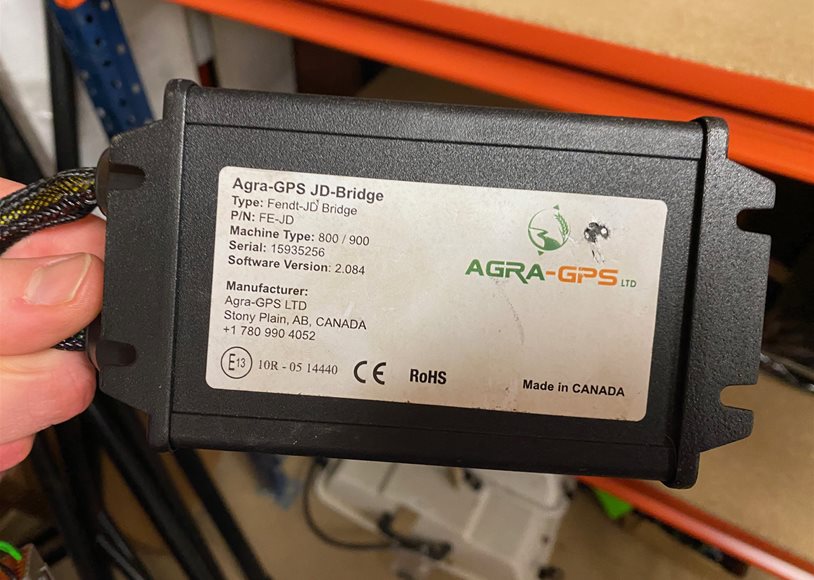 Agra-GPS JD-Bridge
Type: Fendt-JD Bridge
P/N: FE-JD
Machine Type: 800 / 900
Serial: 15935256
Software Version: 2.084
Manufacturer:
Agra-GPS LTD
Stony Plain, AB, CANADA
+1 780 990 4052
E13 10R - 05 14440 CE RoHS
AGRA-GPS LTD
Made in CANADA